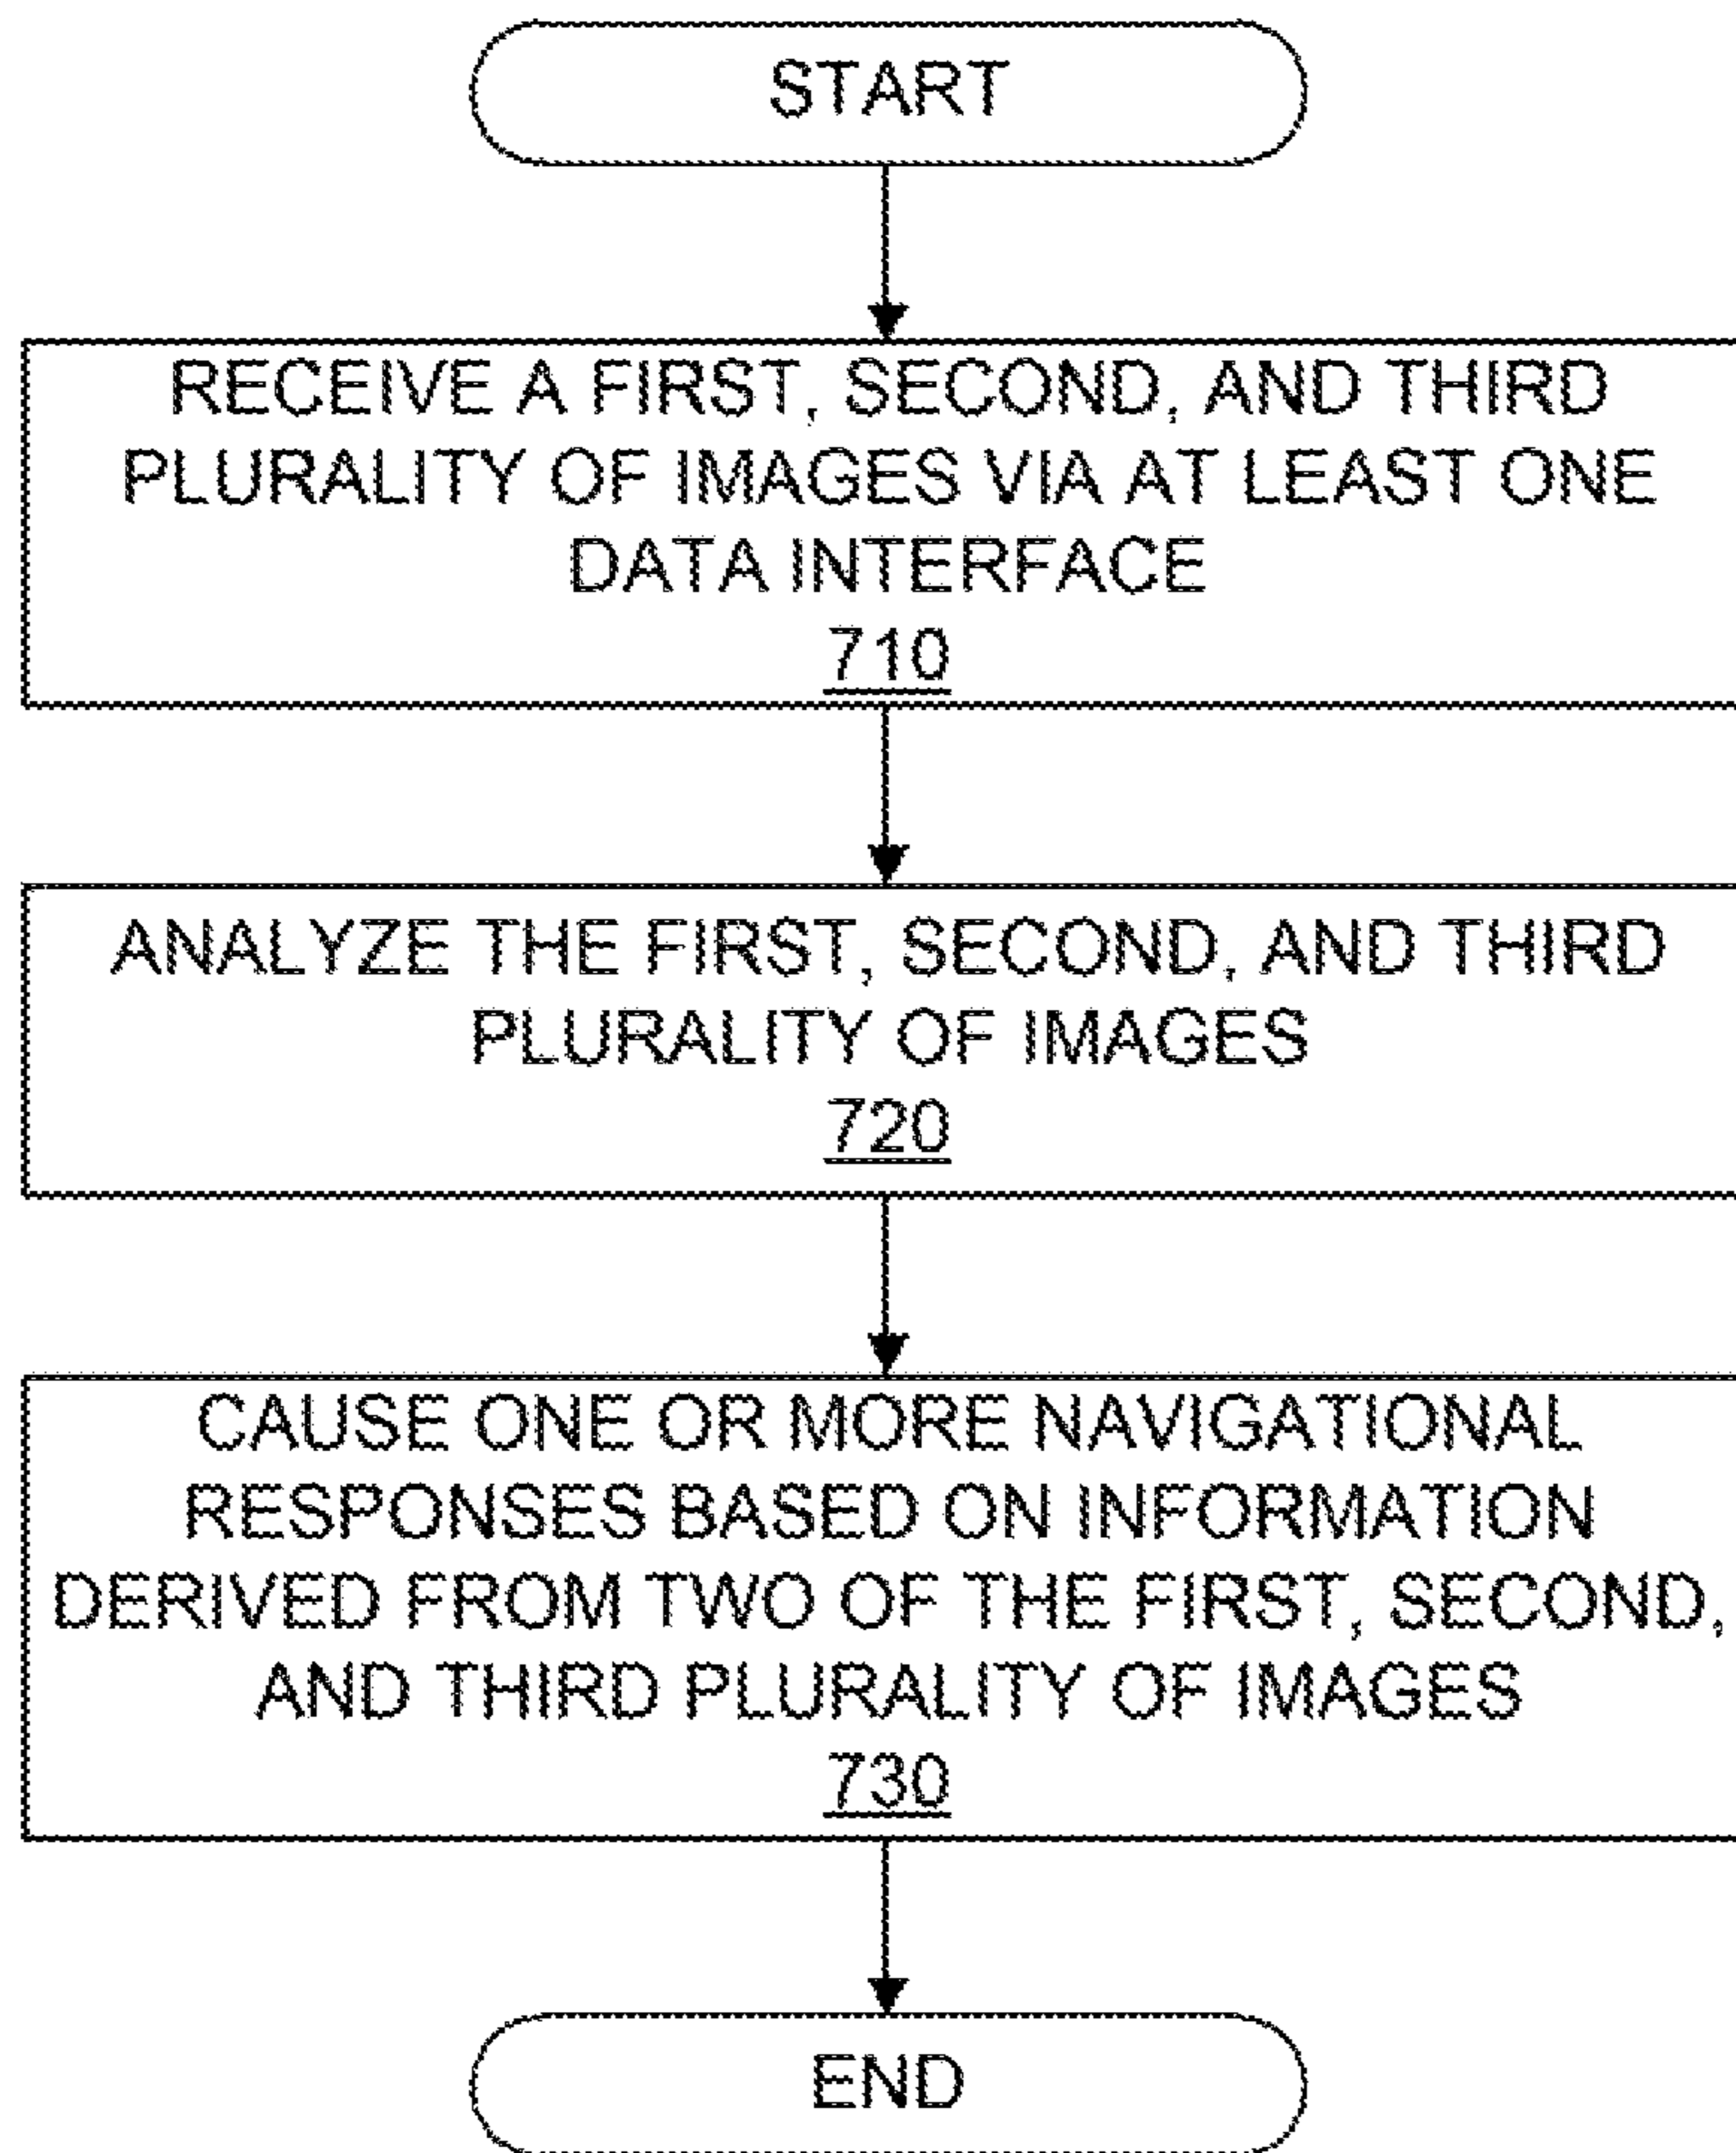 START
RECEIVE A FIRST, SECOND, AND THIRD
PLURALITY OF IMAGES VIA AT LEAST ONE
DATA INTERFACE
710
ANALYZE THE FIRST, SECOND, AND THIRD
PLURALITY OF IMAGES
720
CAUSE ONE OR MORE NAVIGATIONAL
RESPONSES BASED ON INFORMATION
DERIVED FROM TWO OF THE FIRST, SECOND,
AND THIRD PLURALITY OF IMAGES
730
END